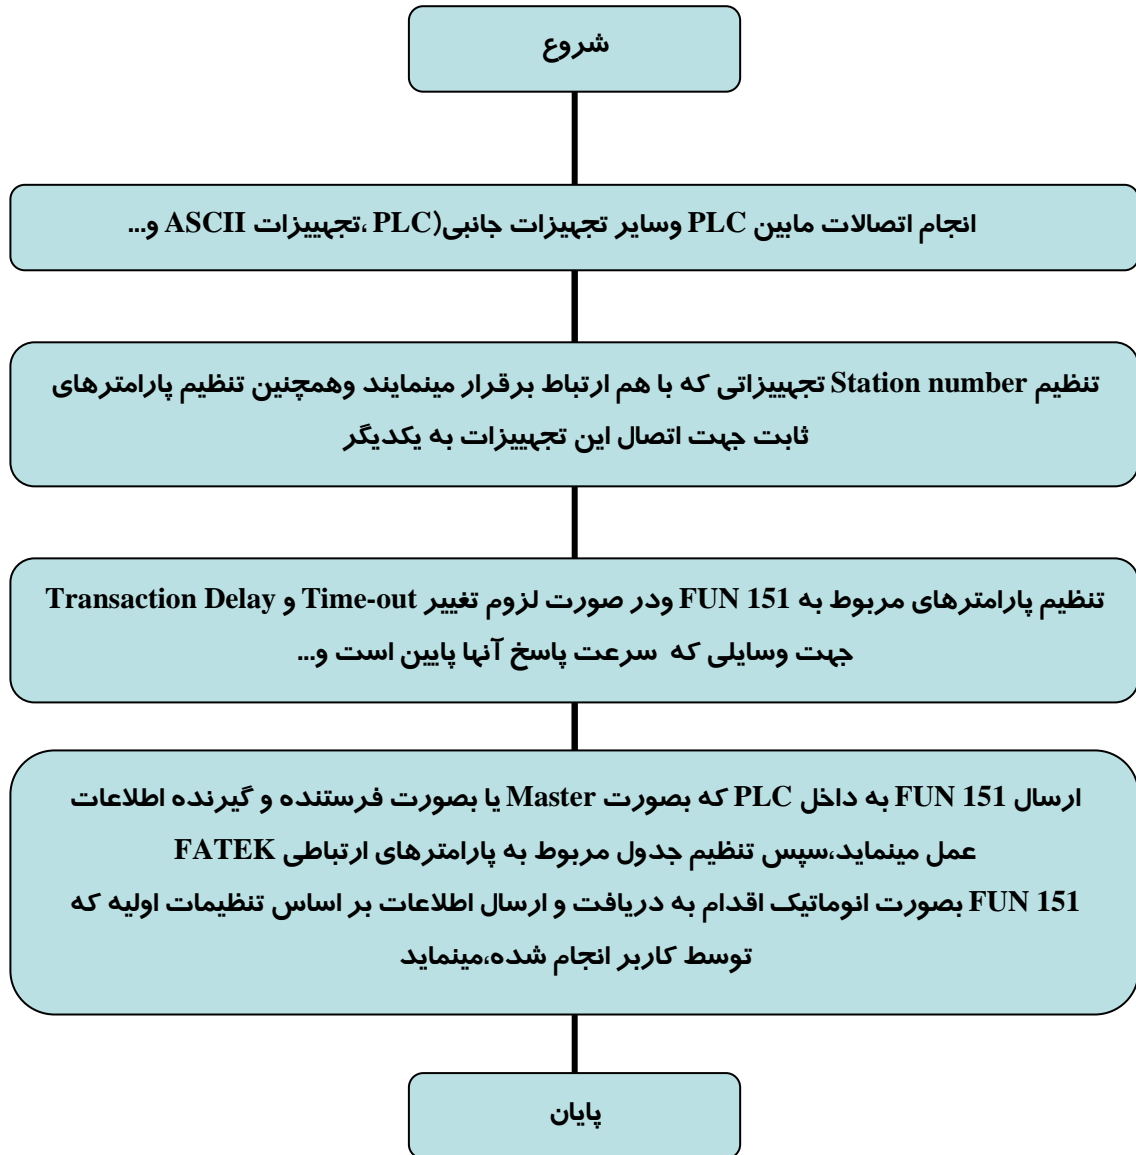 شروع
انجام اتصالات مابین PLC وسایر تجهیزات جانبی(PLC ،تجهییزات ASCII و...
تنظیم Station number تجهییزاتی که با هم ارتباط برقرار مینمایند وهمچنین تنظیم پارامترهای
ثابت جهت اتصال این تجهییزات به یکدیگر
تنظیم پارامترهای مربوط به FUN 151 ودر صورت لزوم تغییر Time-out و Transaction Delay
جهت وسایلی که سرعت پاسخ آنها پایین است و...
ارسال FUN 151 به داخل PLC که بصورت Master یا بصورت فرستنده و گیرنده اطلاعات
عمل مینماید،سپس تنظیم جدول مربوط به پارامترهای ارتباطی FATEK
FUN 151 بصورت انوماتیک اقدام به دریافت و ارسال اطلاعات بر اساس تنظیمات اولیه که
توسط کاربر انجام شده،مینماید
پایان